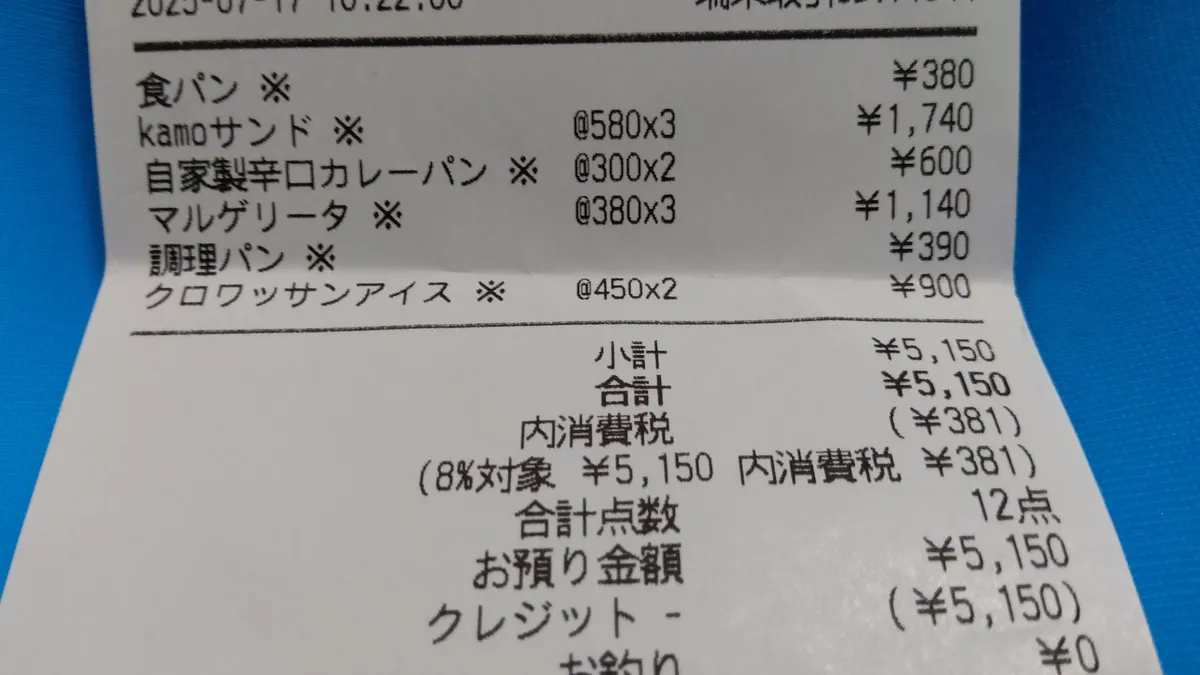 食パン ※ ¥380
kamoサンド ※ @580x3 ¥1,740
自家製辛口カレーパン ※ @300x2 ¥600
マルゲリータ ※ @380x3 ¥1,140
調理パン ※ ¥390
クロワッサンアイス ※ @450x2 ¥900
小計 ¥5,150
合計 ¥5,150
内消費税 (¥381)
(8%対象 ¥5,150 内消費税 ¥381)
合計点数 12点
お預り金額 ¥5,150
クレジット - (¥5,150)
お釣り ¥0